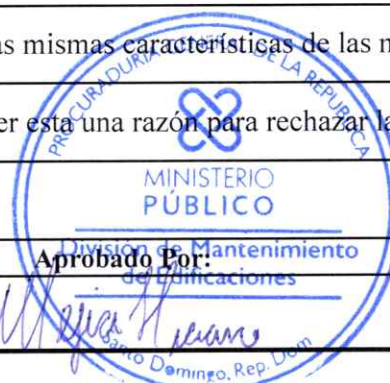 as mismas características de las n
PROCURADURÍA GENERAL DE LA REPÚBLICA
er esta una razón para rechazar la
MINISTERIO
PÚBLICO
División de Mantenimiento
Aprobado Por:
de Edificaciones
Santo Domingo, Rep. Dom